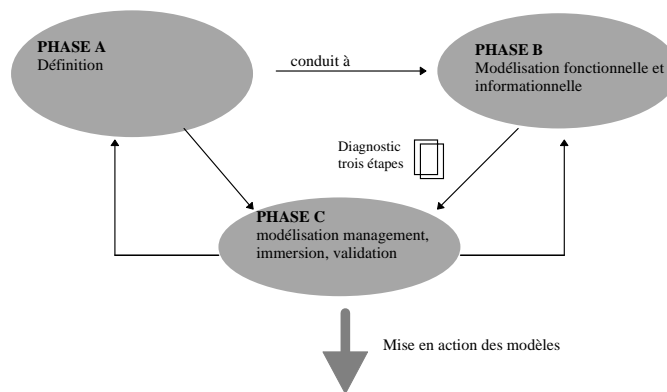 PHASE A
Définition
conduit à
PHASE B
Modélisation fonctionnelle et
informationnelle
Diagnostic
trois étapes
PHASE C
modélisation management,
immersion, validation
Mise en action des modèles